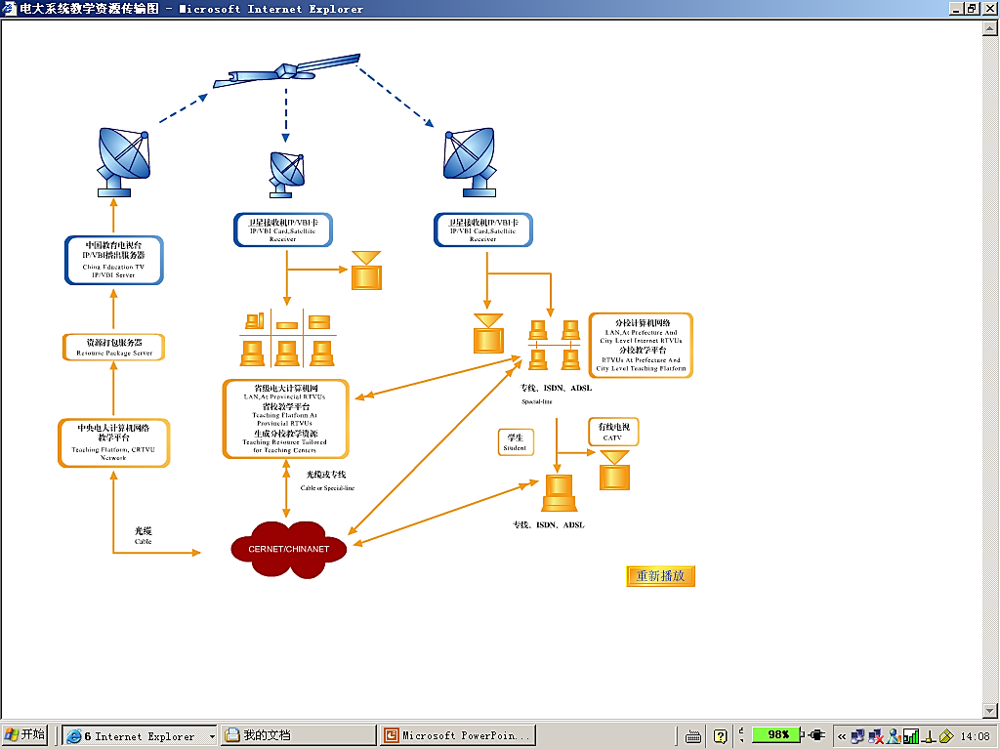 电大系统教学资源传输图 - Microsoft Internet Explorer
中国教育电视台
IP/VBI播出服务器
China Education TV
IP/VBI Server
卫星接收机IP/VBI卡
IP/VBI Card,Satellite
Receiver
卫星接收机IP/VBI卡
IP/VBI Card,Satellite
Receiver
资源打包服务器
Resourse Package Server
分校计算机网络
LAN,At Prefecture And
City Level Internet RTVUs
分校教学平台
RTVUs At Prefecture And
City Level Teaching Flarform
省级电大计算机网
LAN,At Provincial RTVUs
省校教学平台
Teaching Flatform At
Provincial RTVUs
生成分校教学资源
Teaching Resource Tailored
for Teaching Centers
专线、ISDN、ADSL
Special-line
中央电大计算机网络
教学平台
Teaching Flatform, CRTVU
Network
学生
Student
有线电视
CATV
光缆或专线
Cable or Special-line
光缆
Cable
专线、ISDN、ADSL
CERNET/CHINANET
重新播放
开始
6 Internet Explorer
我的文档
Microsoft PowerPoin...
98%
14:08